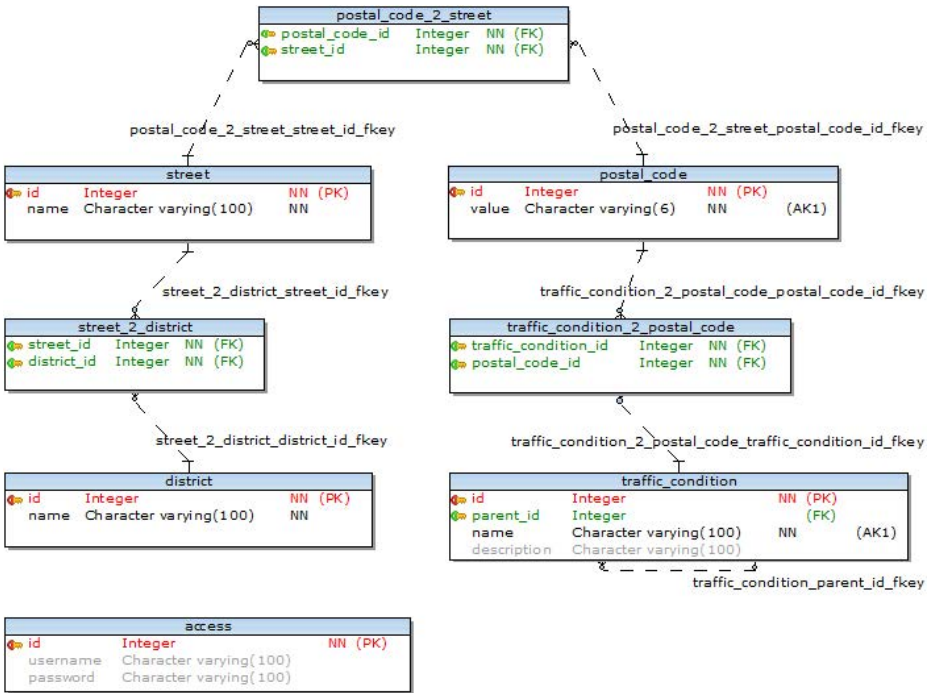 postal_code_2_street
postal_code_id Integer NN (FK)
street_id Integer NN (FK)
postal_code_2_street_street_id_fkey
postal_code_2_street_postal_code_id_fkey
street
id Integer NN (PK)
name Character varying(100) NN
postal_code
id Integer NN (PK)
value Character varying(6) NN (AK1)
street_2_district_street_id_fkey
traffic_condition_2_postal_code_postal_code_id_fkey
street_2_district
street_id Integer NN (FK)
district_id Integer NN (FK)
traffic_condition_2_postal_code
traffic_condition_id Integer NN (FK)
postal_code_id Integer NN (FK)
street_2_district_district_id_fkey
traffic_condition_2_postal_code_traffic_condition_id_fkey
district
id Integer NN (PK)
name Character varying(100) NN
traffic_condition
id Integer NN (PK)
parent_id Integer (FK)
name Character varying(100) NN (AK1)
description Character varying(100)
traffic_condition_parent_id_fkey
access
id Integer NN (PK)
username Character varying(100)
password Character varying(100)